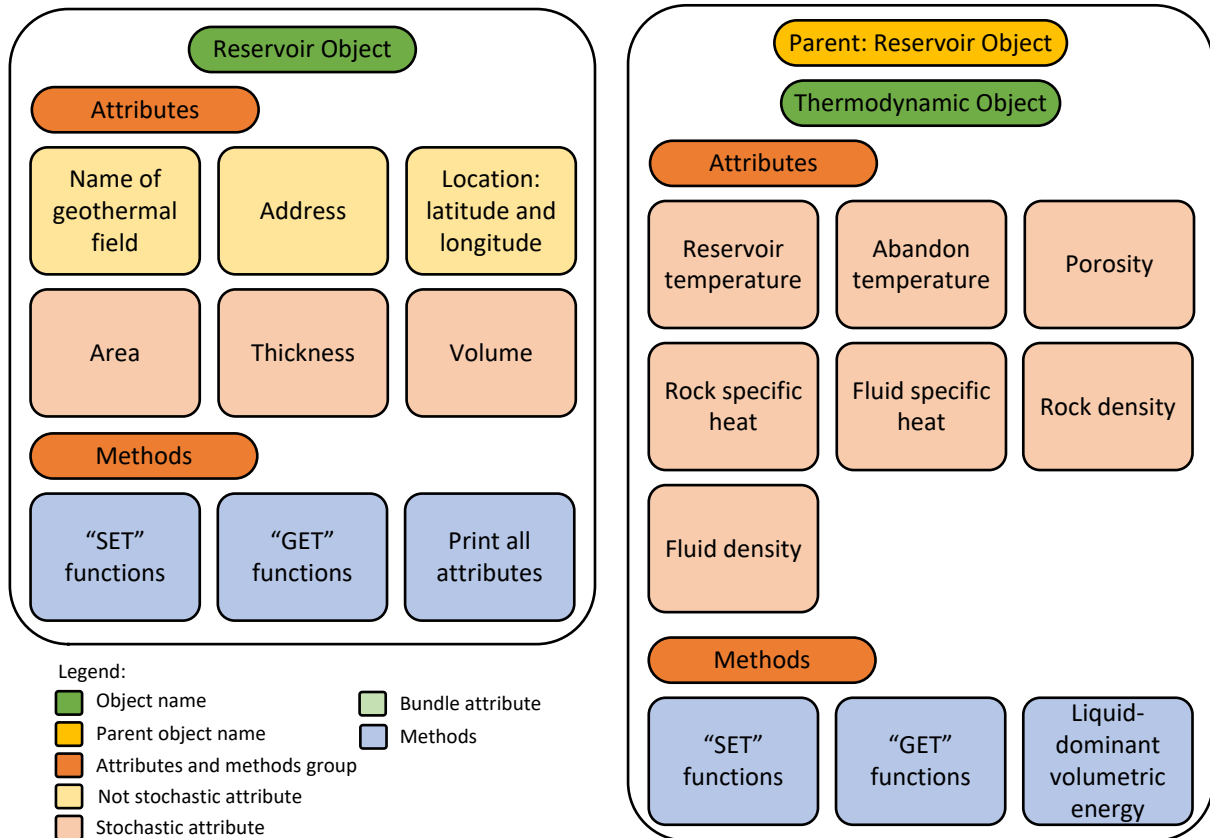 Reservoir Object
Attributes
Name of
geothermal
field
Address
Location:
latitude and
longitude
Area
Thickness
Volume
Methods
“SET”
functions
“GET”
functions
Print all
attributes
Legend:
Object name
Parent object name
Attributes and methods group
Not stochastic attribute
Stochastic attribute
Bundle attribute
Methods
Parent: Reservoir Object
Thermodynamic Object
Attributes
Reservoir
temperature
Abandon
temperature
Porosity
Rock specific
heat
Fluid specific
heat
Rock density
Fluid density
Methods
“SET”
functions
“GET”
functions
Liquid-
dominant
volumetric
energy